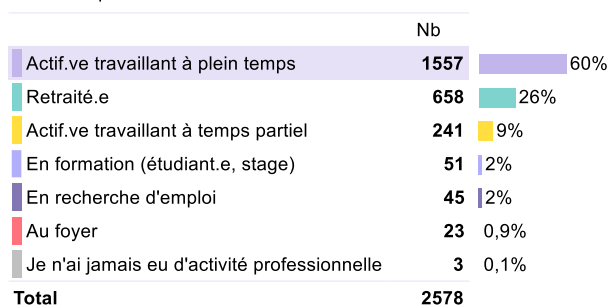 Nb
Actif.ve travaillant à plein temps 1557 60%
Retraité.e 658 26%
Actif.ve travaillant à temps partiel 241 9%
En formation (étudiant.e, stage) 51 2%
En recherche d'emploi 45 2%
Au foyer 23 0,9%
Je n'ai jamais eu d'activité professionnelle 3 0,1%
Total 2578